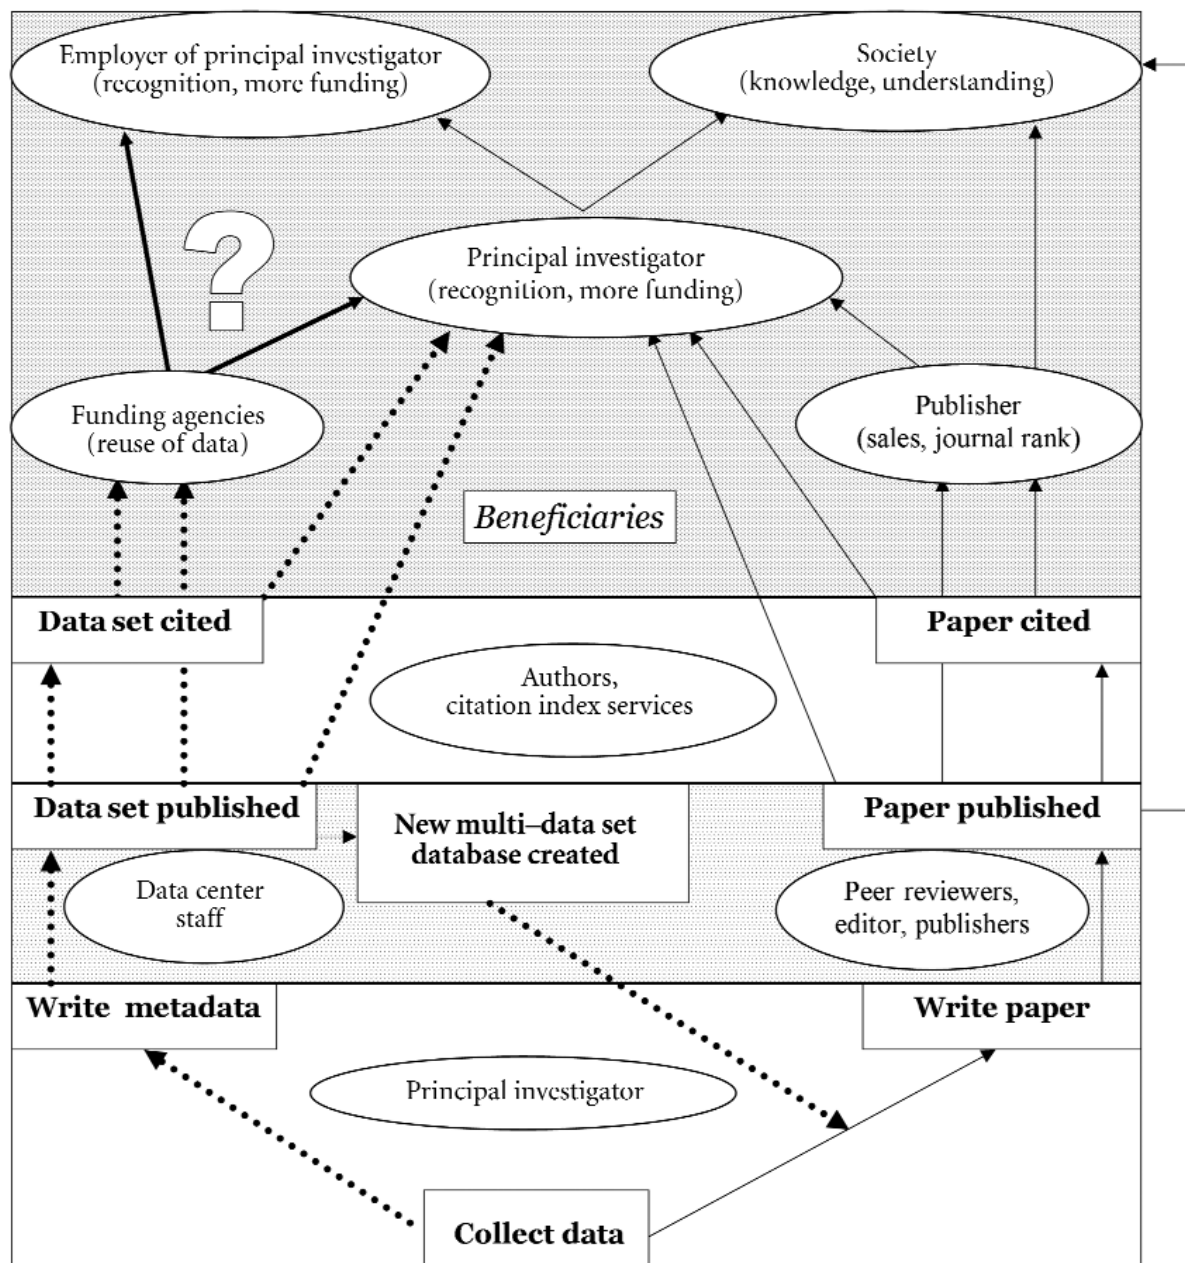 Employer of principal investigator
(recognition, more funding)
Society
(knowledge, understanding)
?
Principal investigator
(recognition, more funding)
Funding agencies
(reuse of data)
Publisher
(sales, journal rank)
Beneficiaries
Data set cited
Paper cited
Authors,
citation index services
Data set published
New multi–data set
database created
Paper published
Data center
staff
Peer reviewers,
editor, publishers
Write metadata
Write paper
Principal investigator
Collect data